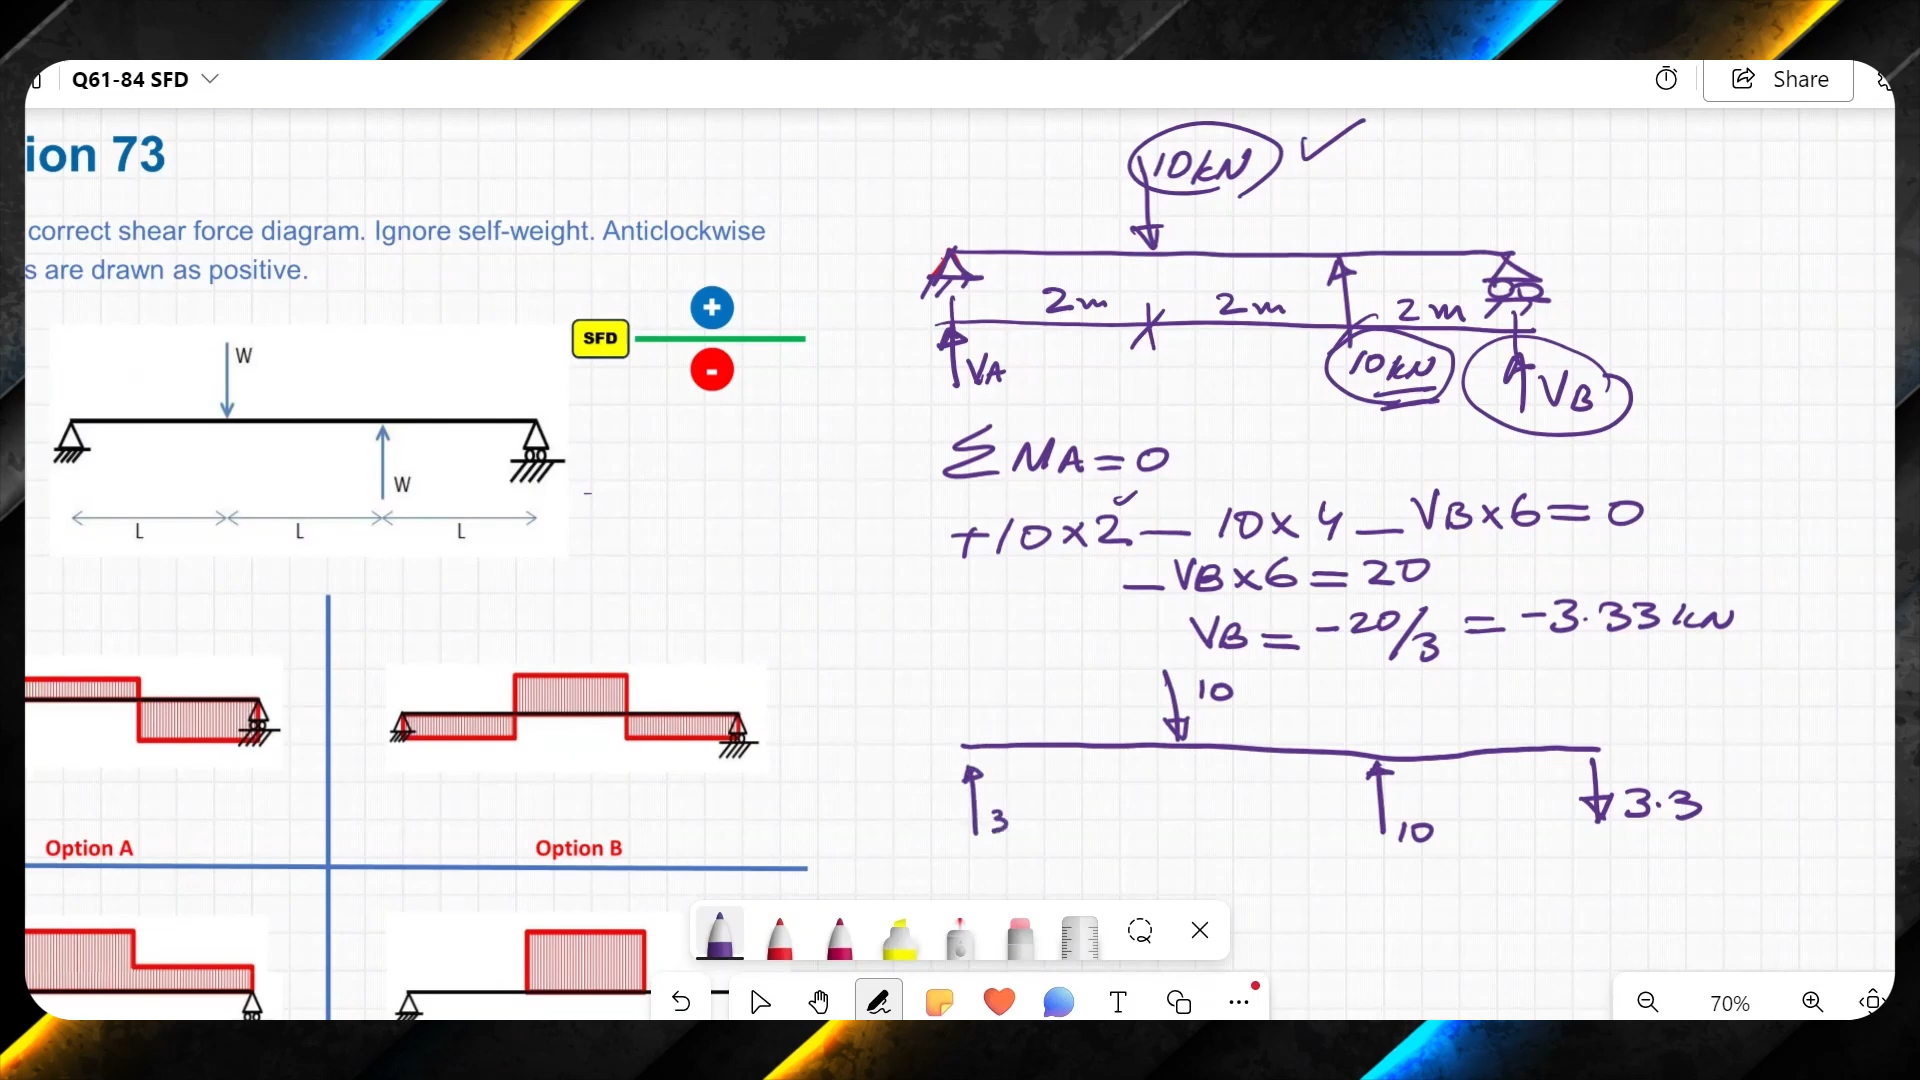 Q61-84 SFD
Share
ion 73
correct shear force diagram. Ignore self-weight. Anticlockwise
s are drawn as positive.
SFD
+
-
W
W
L
L
L
10kN
2m
2m
2m
VA
10kN
VB
ΣMA=0
+10×2 - 10×4 - VB×6=0
-VB×6=20
VB= -20/3 = -3.33kN
10
3
10
3.3
Option A
Option B
T
70%